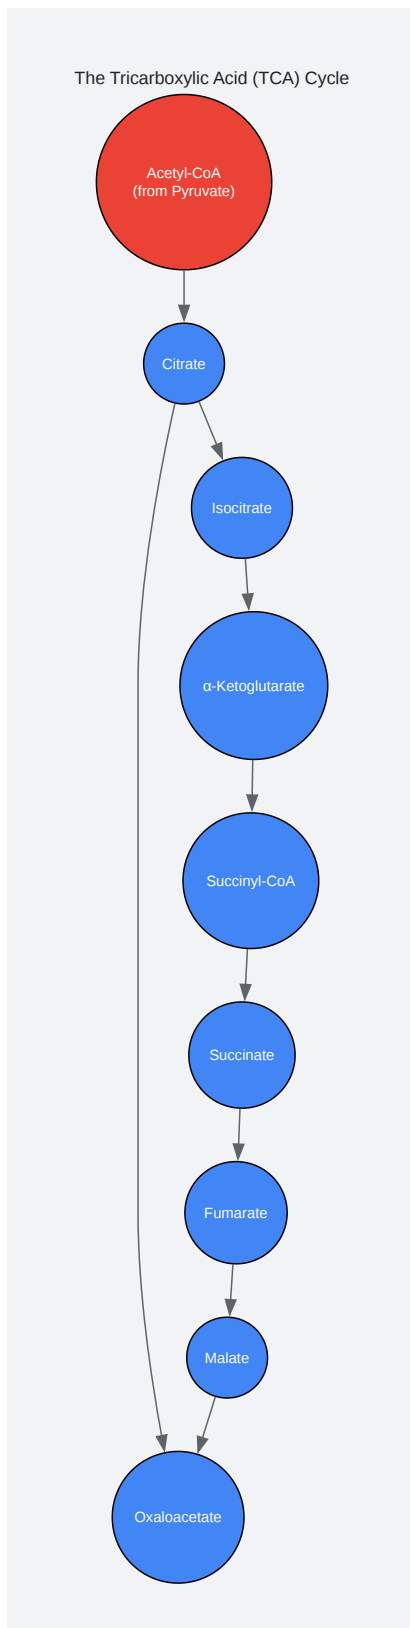 The Tricarboxylic Acid (TCA) Cycle
Acetyl-CoA
(from Pyruvate)
Citrate
Isocitrate
α-Ketoglutarate
Succinyl-CoA
Succinate
Fumarate
Malate
Oxaloacetate